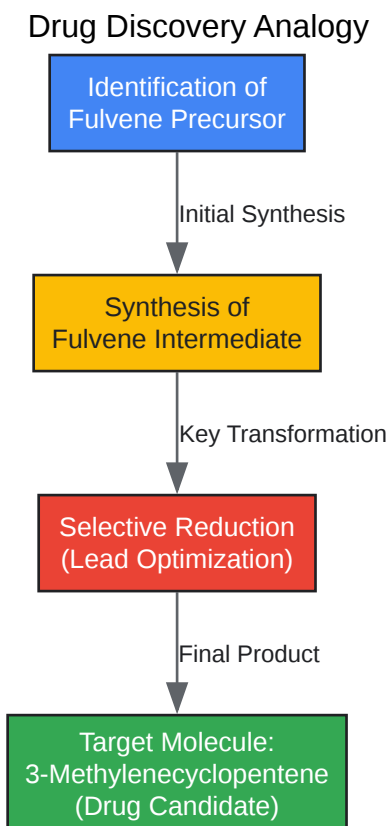 Drug Discovery Analogy
Identification of
Fulvene Precursor
Initial Synthesis
Synthesis of
Fulvene Intermediate
Key Transformation
Selective Reduction
(Lead Optimization)
Final Product
Target Molecule:
3-Methylenecyclopentene
(Drug Candidate)